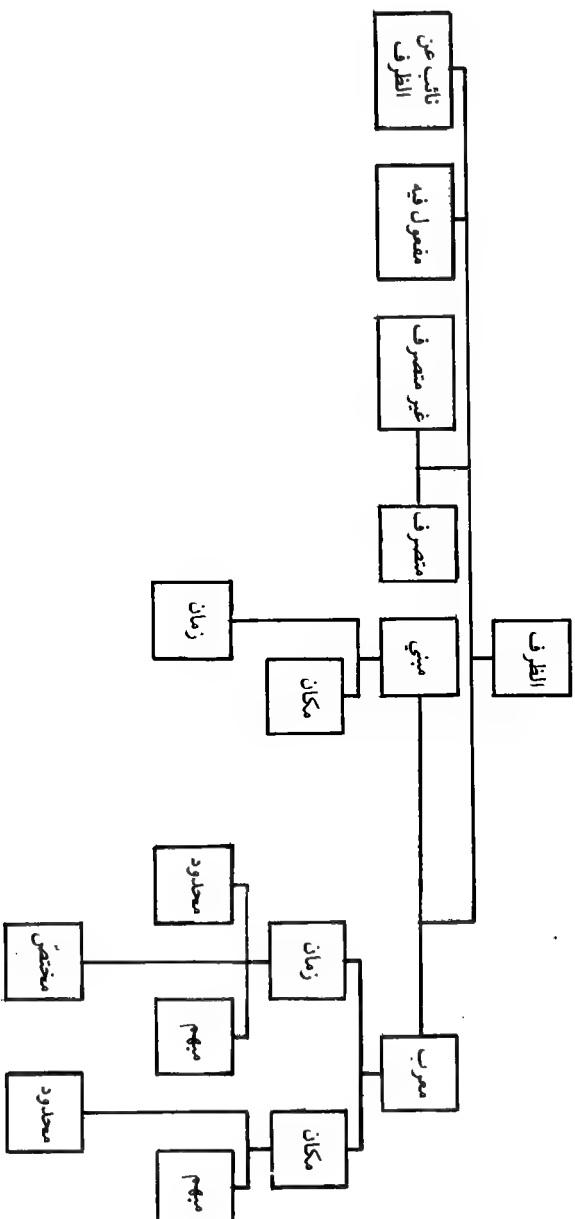 الظرف
معرب
مبني
متصرف
غير متصرف
مفعول فيه
نائب عن
الظرف
مكان
زمان
مكان
زمان
مبهم
محدود
مبهم
مختصّ
محدود